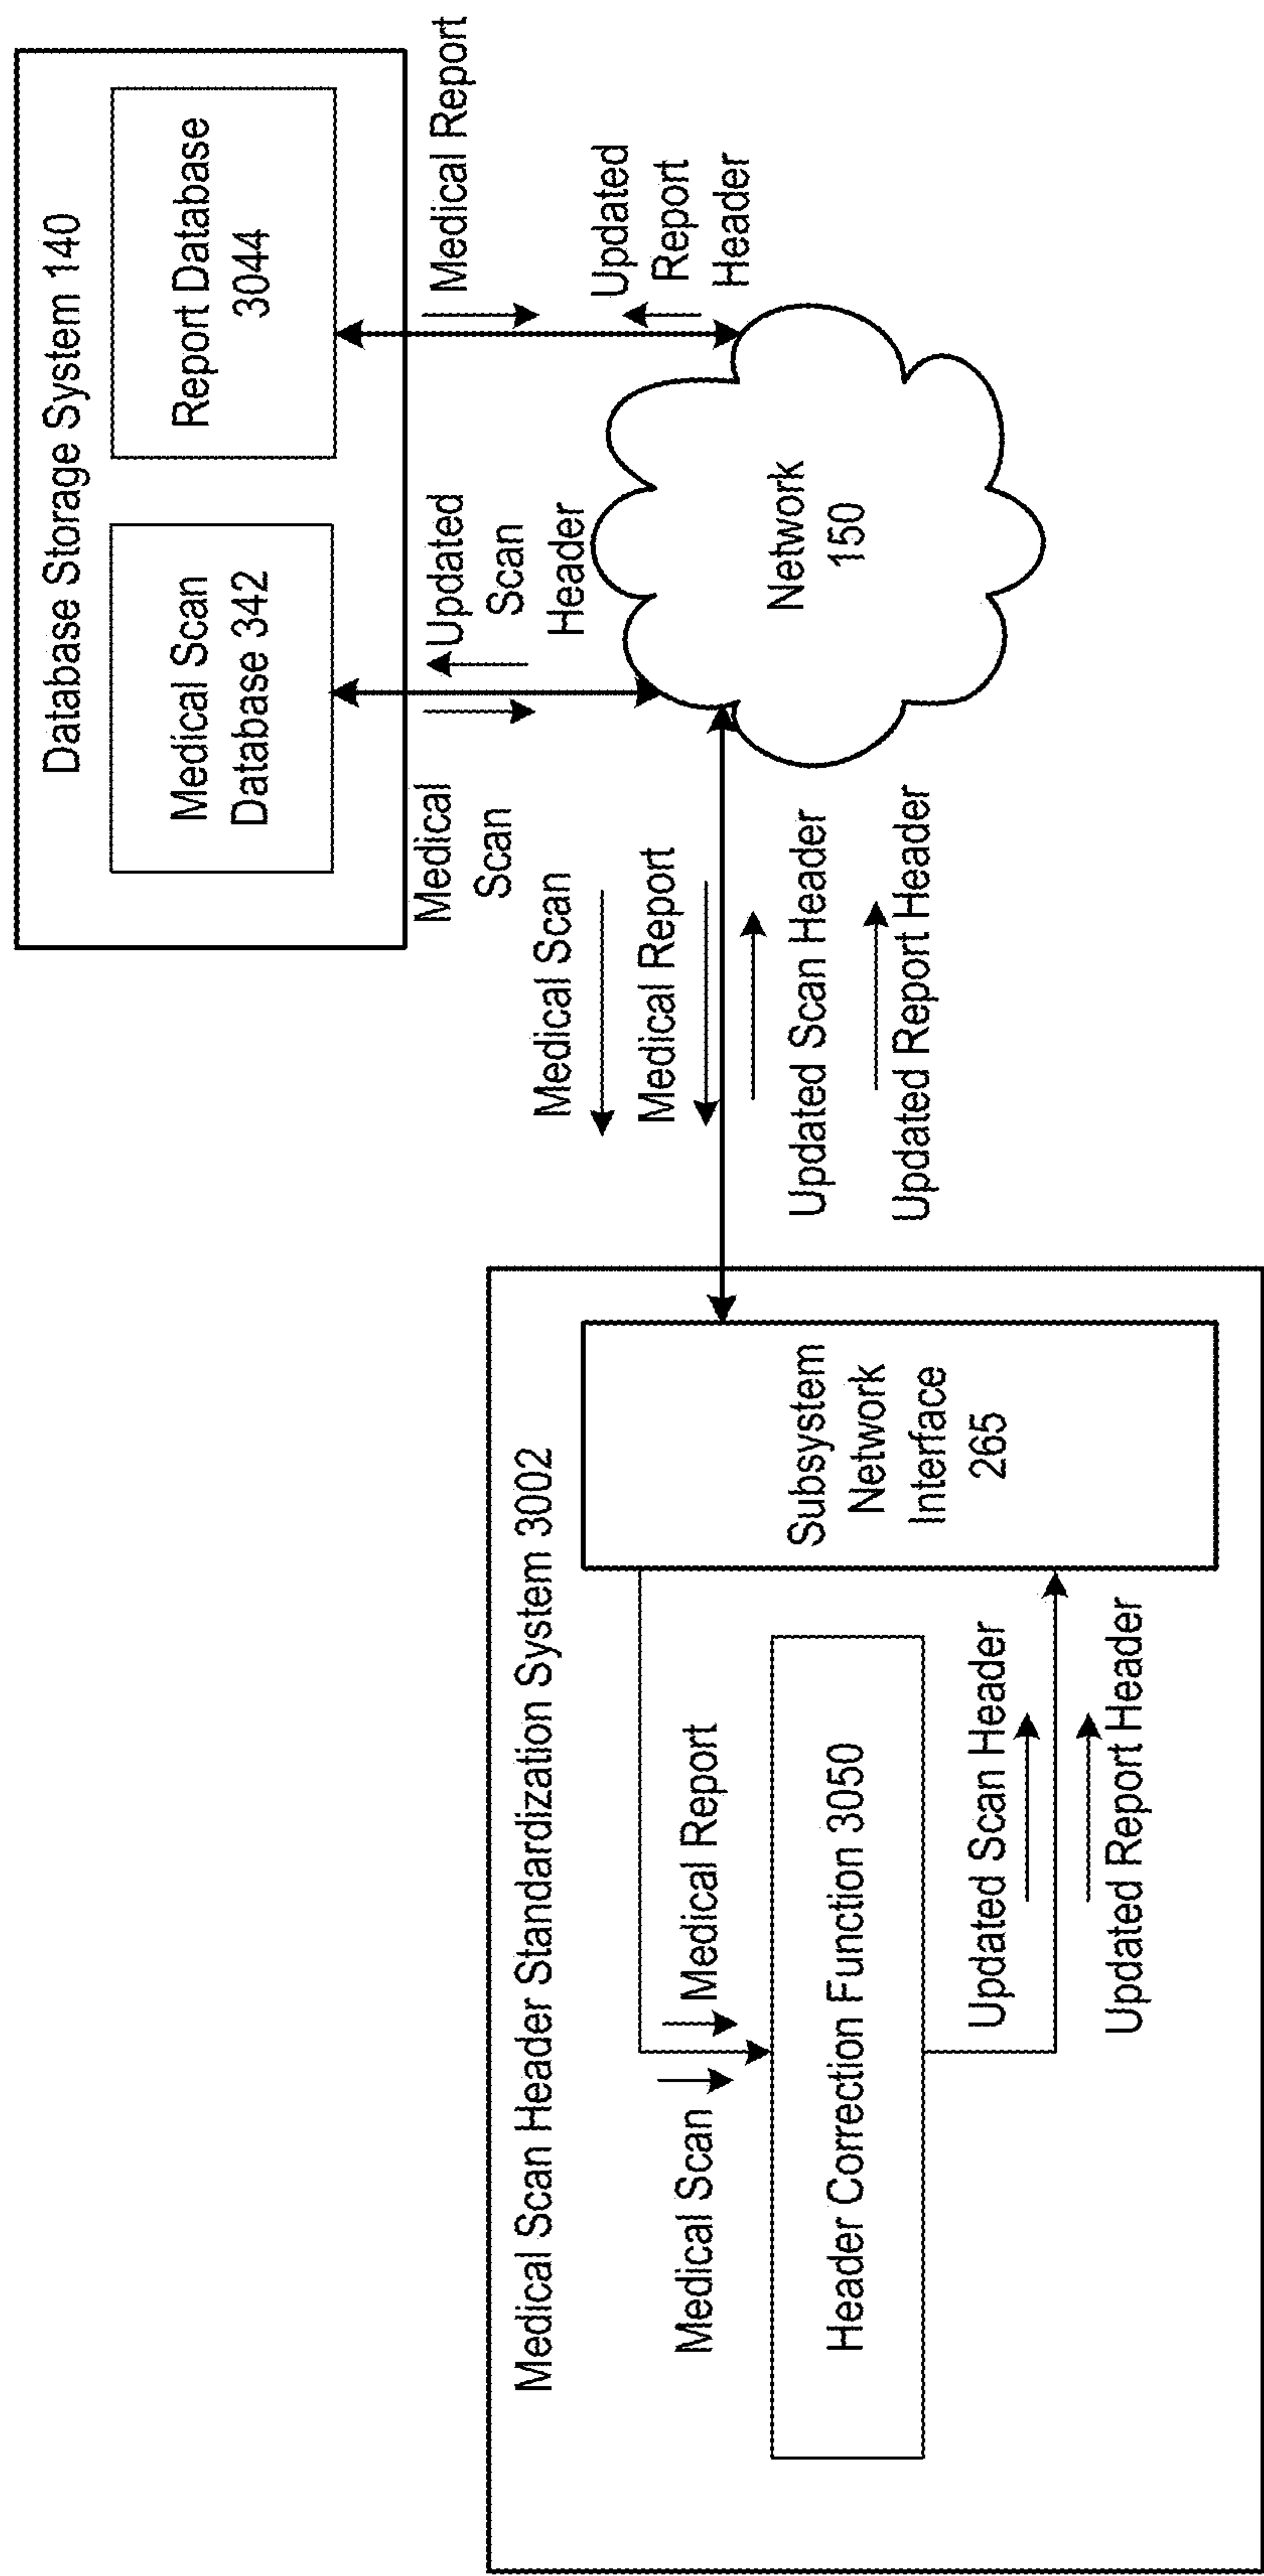 Database Storage System 140
Medical Scan
Database 342
Report Database
3044
Medical
Scan
Updated
Scan
Header
Medical Report
Updated
Report
Header
Network
150
Medical Scan
Medical Report
Updated Scan Header
Updated Report Header
Medical Scan Header Standardization System 3002
Subsystem
Network
Interface
265
Medical Scan
Medical Report
Header Correction Function 3050
Updated Scan Header
Updated Report Header